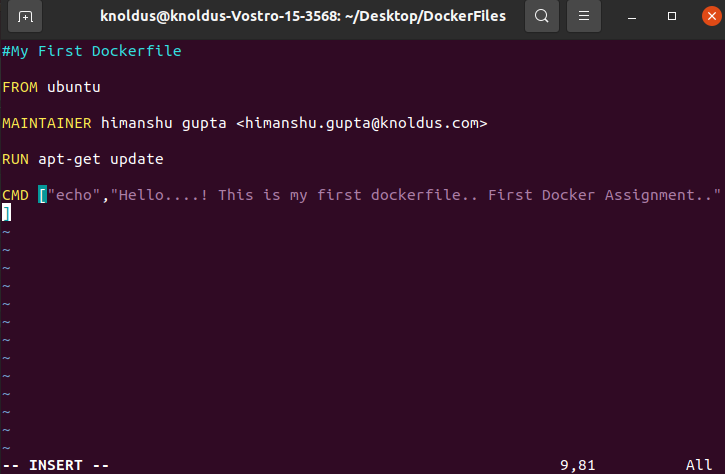 knoldus@knoldus-Vostro-15-3568: ~/Desktop/DockerFiles
#My First Dockerfile
FROM ubuntu
MAINTAINER himanshu gupta <himanshu.gupta@knoldus.com>
RUN apt-get update
CMD ["echo","Hello....! This is my first dockerfile.. First Docker Assignment.."
]
~
~
~
~
~
~
~
~
~
~
~
~
~
-- INSERT -- 9,81 All